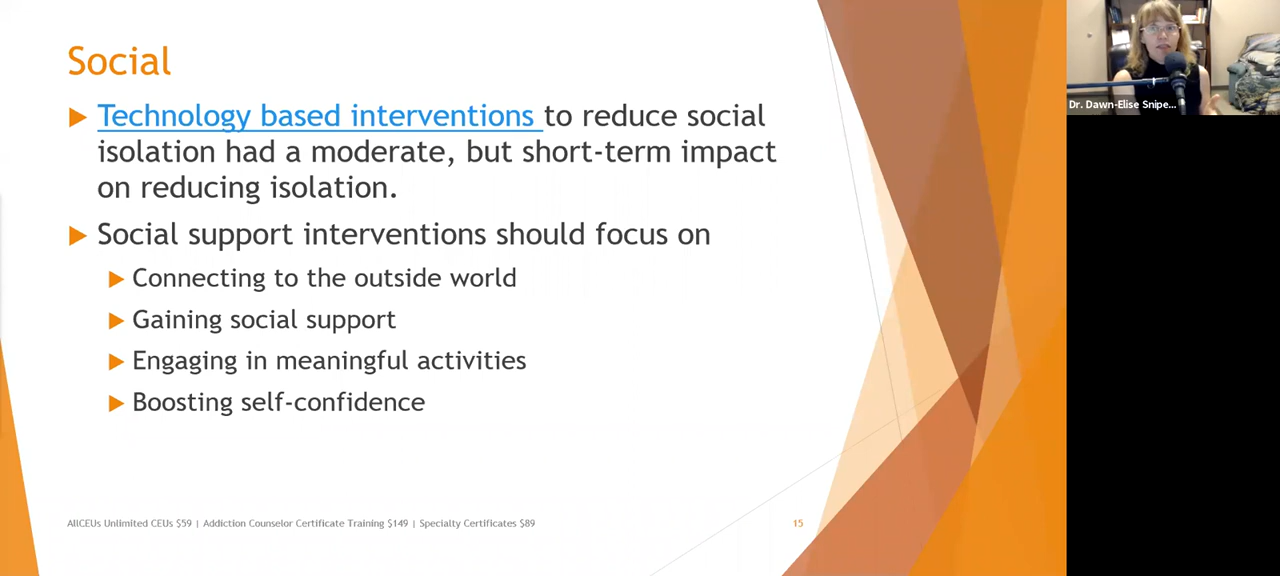 Social
Technology based interventions to reduce social
isolation had a moderate, but short-term impact
on reducing isolation.
Social support interventions should focus on
Connecting to the outside world
Gaining social support
Engaging in meaningful activities
Boosting self-confidence
AllCEUs Unlimited CEUs $59 | Addiction Counselor Certificate Training $149 | Specialty Certificates $89
15
Dr. Dawn-Elise Snipe...